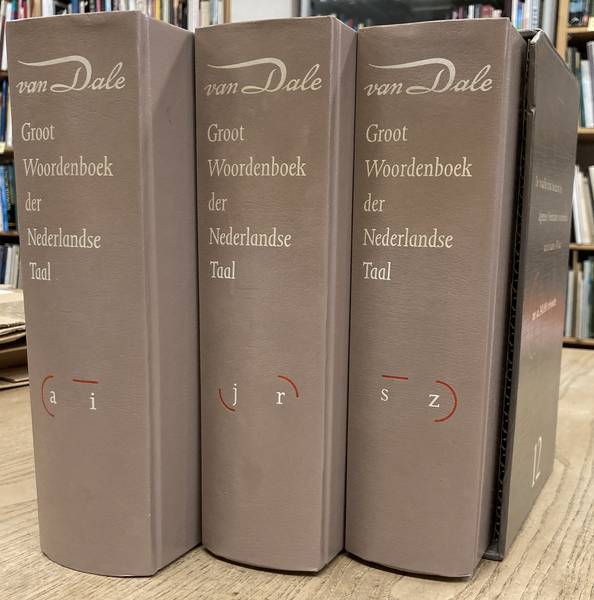 van Dale
Groot
Woordenboek
der
Nederlandse
Taal
a i
van Dale
Groot
Woordenboek
der
Nederlandse
Taal
j r
van Dale
Groot
Woordenboek
der
Nederlandse
Taal
s z
12